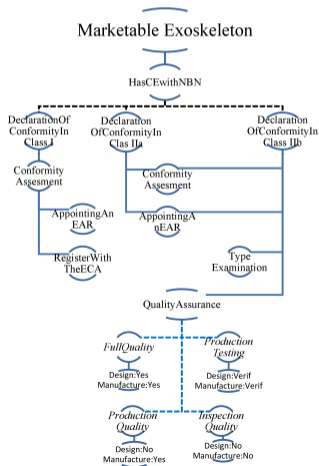 Marketable Exoskeleton
HasCEwithNBN
DeclarationOf
ConformityIn
Class I
Declaration
OfConformityIn
Clas IIa
Declaration
OfConformityIn
Class IIb
Conformity
Assesment
Conformity
Assesment
AppointingAn
EAR
AppointingA
nEAR
RegisterWith
TheECA
Type
Examination
QualityAssurance
FullQuality
Design:Yes
Manufacture:Yes
Production
Testing
Design:Verif
Manufacture:Verif
Production
Quality
Design:No
Manufacture:Yes
Inspection
Quality
Design:No
Manufacture:No